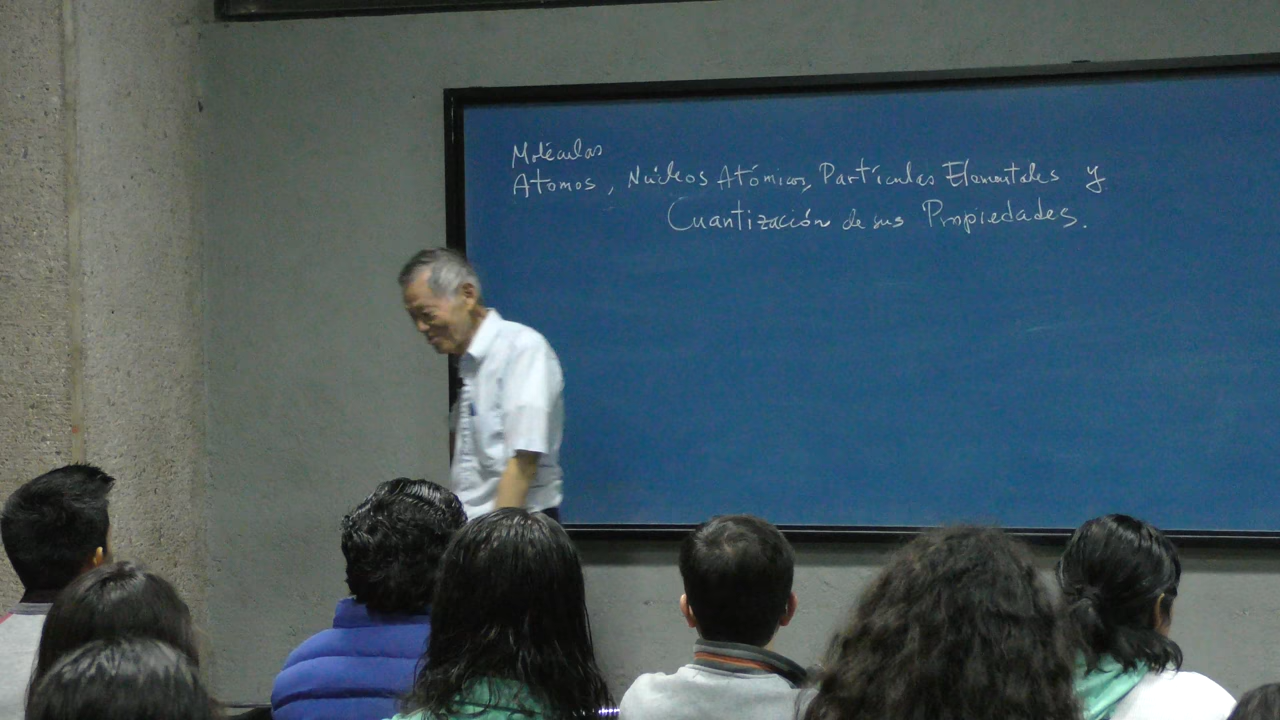 Moléculas
Atomos, Núcleos Atómicos, Partículas Elementales y
Cuantización de sus Propiedades.